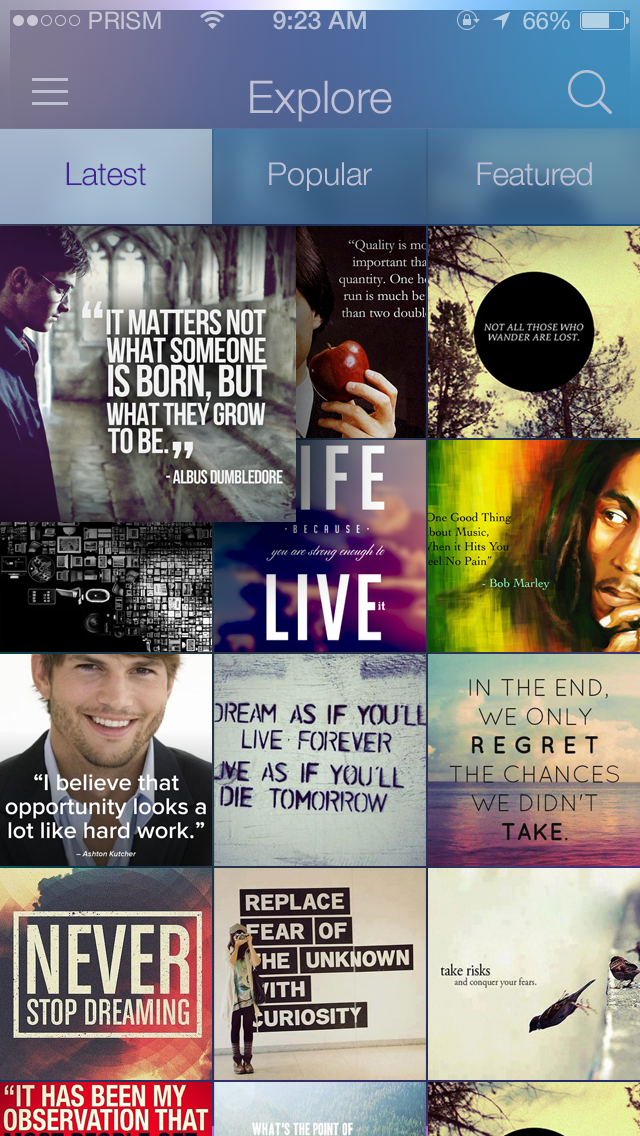 PRISM 9:23 AM 66%
Explore
Latest Popular Featured
“IT MATTERS NOT
WHAT SOMEONE
IS BORN, BUT
WHAT THEY GROW
TO BE.”
- ALBUS DUMBLEDORE
“Quality is mo
important tha
quantity. One h
run is much be
than two doubl
NOT ALL THOSE WHO
WANDER ARE LOST.
IFE
· BECAUSE ·
you are strong enough to
LIVE it
One Good Thing
bout Music,
hen it Hits You
eel No Pain”
- Bob Marley
“I believe that
opportunity looks a
lot like hard work.”
– Ashton Kutcher
DREAM AS IF YOU'LL
LIVE · FOREVER
IVE AS IF YOU'LL
DIE TOMORROW
IN THE END,
WE ONLY
REGRET
THE CHANCES
WE DIDN'T
TAKE.
NEVER
STOP DREAMING
REPLACE
FEAR OF
THE UNKNOWN
WITH
CURIOSITY
take risks
and conquer your fears.
“IT HAS BEEN MY
OBSERVATION THAT
MOST PEOPLE GET
WHAT'S THE POINT OF